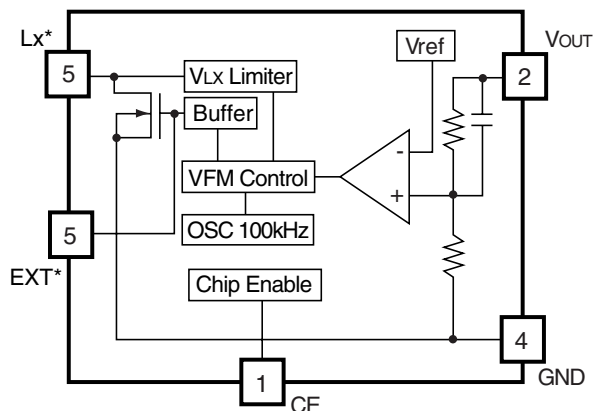 Lx*
5
VLX Limiter
Vref
VOUT
2
Buffer
-
VFM Control
+
OSC 100kHz
5
EXT*
Chip Enable
4
GND
1
CE